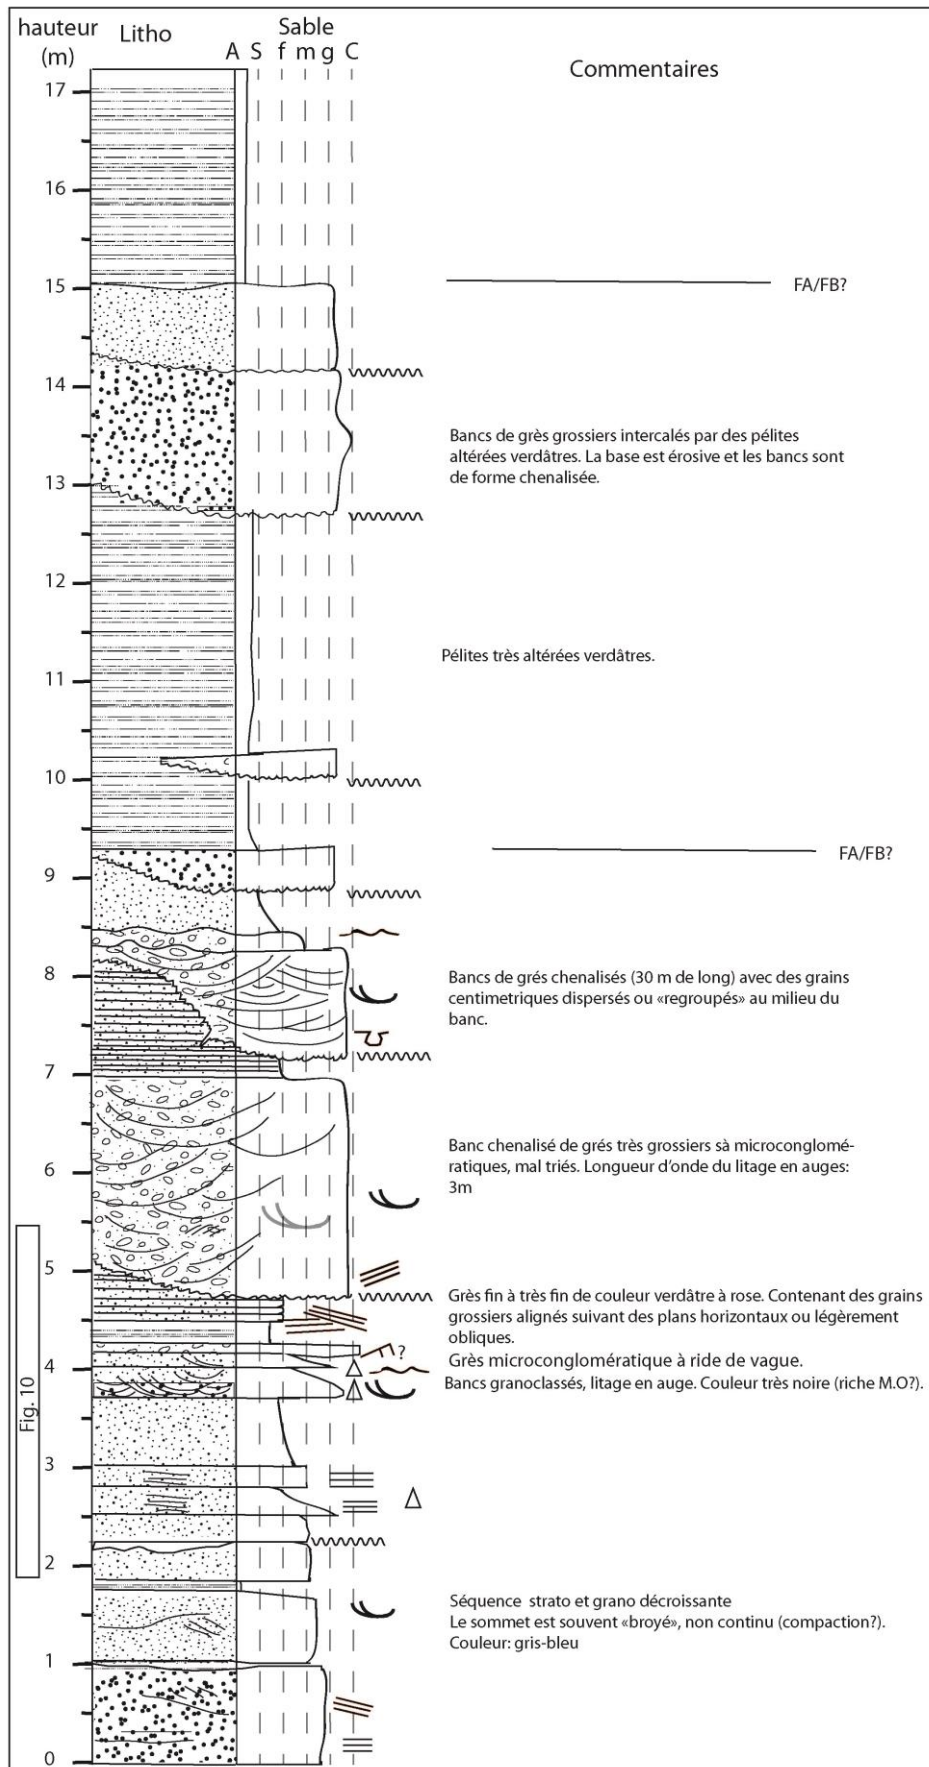 hauteur
(m)
Litho
Sable
A S f m g C
Commentaires
17
16
15
FA/FB?
14
Bancs de grès grossiers intercalés par des pélites
altérées verdâtres. La base est érosive et les bancs sont
de forme chenalisée.
13
12
Pélites très altérées verdâtres.
11
10
FA/FB?
9
8
Bancs de grés chenalisés (30 m de long) avec des grains
centimetriques dispersés ou «regroupés» au milieu du
banc.
7
Banc chenalisé de grés très grossiers sà microconglomé-
ratiques, mal triés. Longueur d'onde du litage en auges:
3m
6
5
Grès fin à très fin de couleur verdâtre à rose. Contenant des grains
grossiers alignés suivant des plans horizontaux ou légèrement
obliques.
?
Grès microconglomératique à ride de vague.
4
Bancs granoclassés, litage en auge. Couleur très noire (riche M.O?).
Fig. 10
3
2
Séquence strato et grano décroissante
Le sommet est souvent «broyé», non continu (compaction?).
Couleur: gris-bleu
1
0